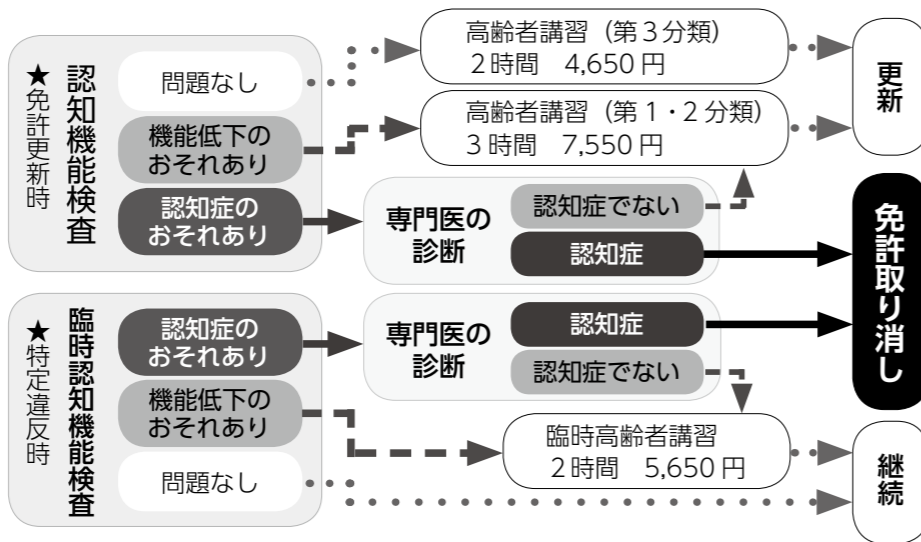 ★免許更新時
認知機能検査
問題なし
機能低下の
おそれあり
認知症の
おそれあり
高齢者講習（第３分類）
２時間　4,650 円
高齢者講習（第１・２分類）
３時間　7,550 円
専門医の
診断
認知症でない
認知症
更新
免許取り消し
★特定違反時
臨時認知機能検査
認知症の
おそれあり
機能低下の
おそれあり
問題なし
専門医の
診断
認知症
認知症でない
臨時高齢者講習
２時間　5,650 円
継続